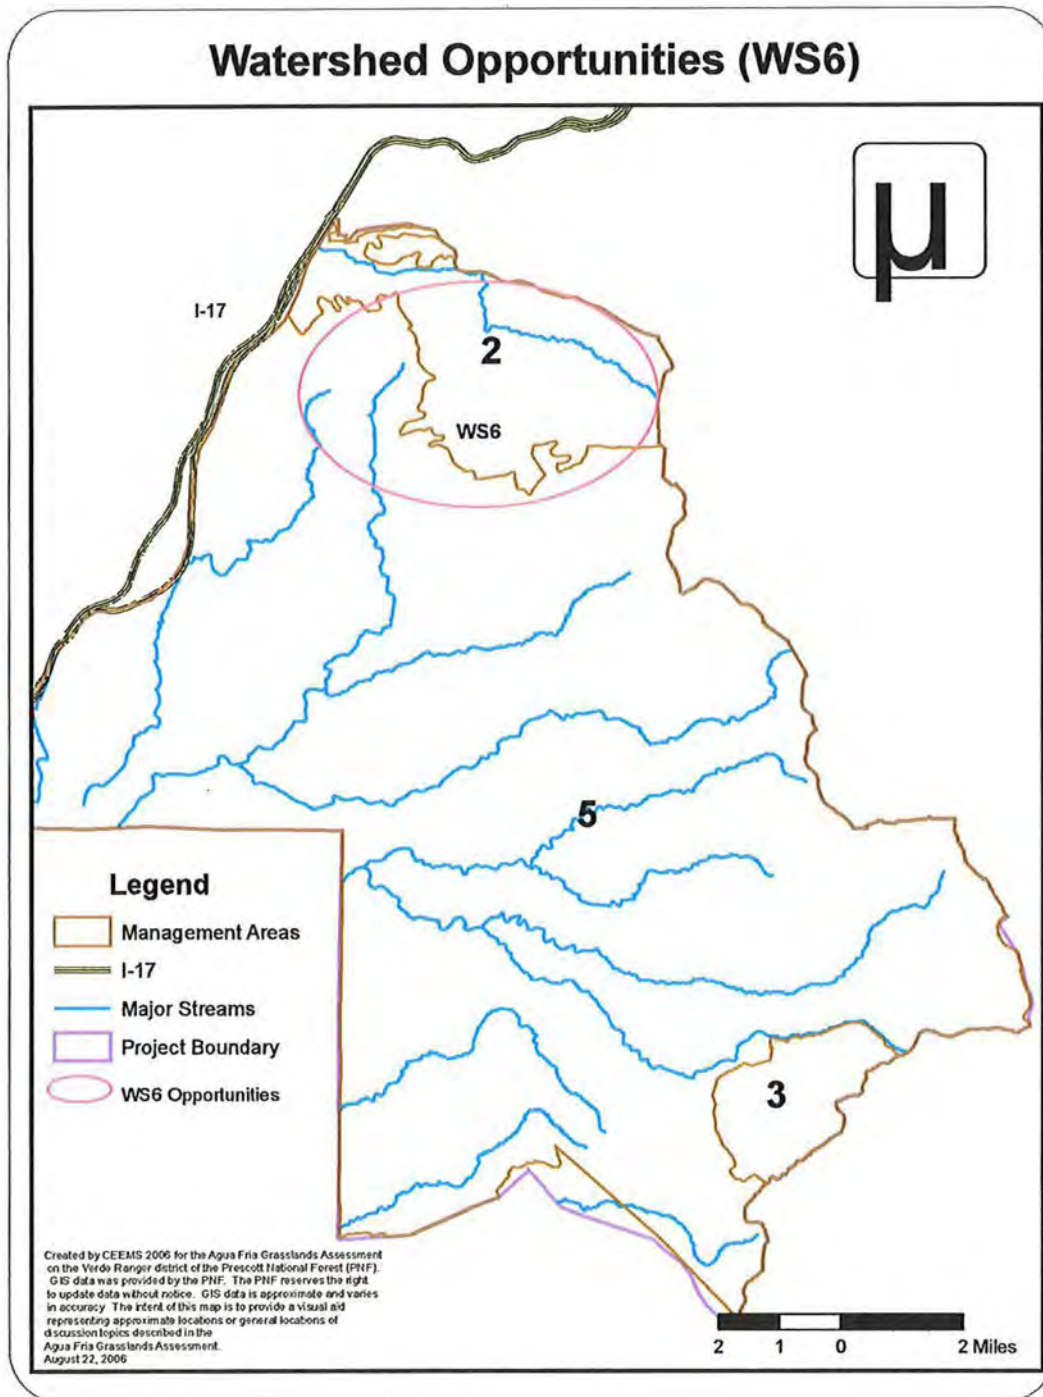 Watershed Opportunities (WS6)
µ
I-17
2
WS6
5
3
Legend
Management Areas
I-17
Major Streams
Project Boundary
WS6 Opportunities
Created by CEEMS 2006 for the Agua Fria Grasslands Assessment
on the Verde Ranger district of the Prescott National Forest (PNF).
GIS data was provided by the PNF. The PNF reserves the right
to update data without notice. GIS data is approximate and varies
in accuracy. The intent of this map is to provide a visual aid
representing approximate locations or general locations of
discussion topics described in the
Agua Fria Grasslands Assessment.
August 22, 2006
2 1 0 2 Miles